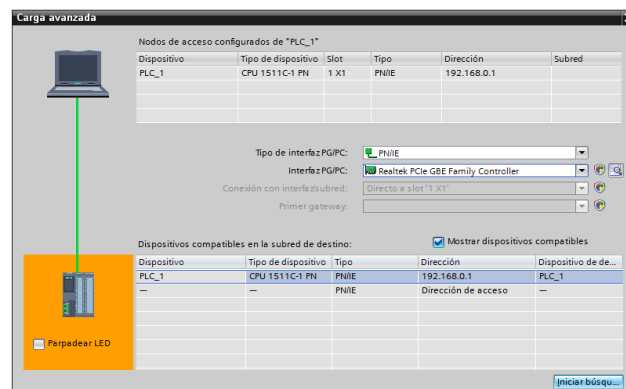 Carga avanzada
Nodos de acceso configurados de "PLC_1"
Dispositivo Tipo de dispositivo Slot Tipo Dirección Subred
PLC_1 CPU 1511C-1 PN 1 X1 PN/IE 192.168.0.1
Tipo de interfaz PG/PC: PN/IE
Interfaz PG/PC: Realtek PCIe GBE Family Controller
Conexión con interfaz/subred: Directo a slot '1 X1'
Primer gateway:
Dispositivos compatibles en la subred de destino: Mostrar dispositivos compatibles
Dispositivo Tipo de dispositivo Tipo Dirección Dispositivo de de...
PLC_1 CPU 1511C-1 PN PN/IE 192.168.0.1 PLC_1
— — PN/IE Dirección de acceso —
Parpadear LED
Iniciar búsqu...